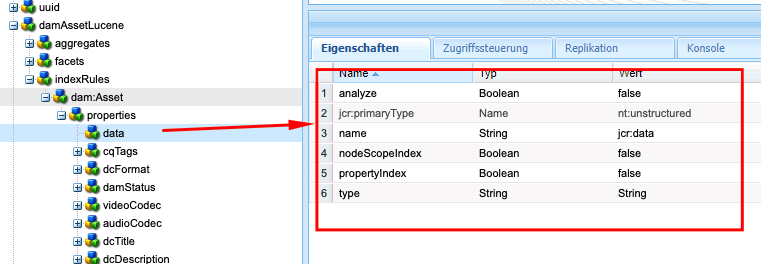 uuid
damAssetLucene
aggregates
facets
indexRules
dam:Asset
properties
data
cqTags
dcFormat
damStatus
videoCodec
audioCodec
dcTitle
dcDescription
Eigenschaften Zugriffssteuerung Replikation Konsole
Name Typ Wert
1 analyze Boolean false
2 jcr:primaryType Name nt:unstructured
3 name String jcr:data
4 nodeScopeIndex Boolean false
5 propertyIndex Boolean false
6 type String String